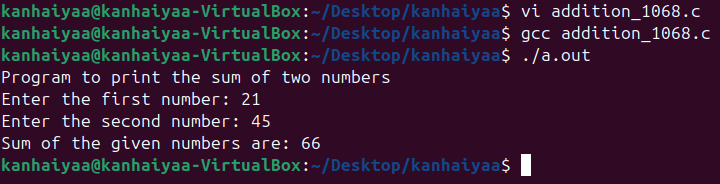 kanhaiyaa@kanhaiyaa-VirtualBox:~/Desktop/kanhaiyaa$ vi addition_1068.c
kanhaiyaa@kanhaiyaa-VirtualBox:~/Desktop/kanhaiyaa$ gcc addition_1068.c
kanhaiyaa@kanhaiyaa-VirtualBox:~/Desktop/kanhaiyaa$ ./a.out
Program to print the sum of two numbers
Enter the first number: 21
Enter the second number: 45
Sum of the given numbers are: 66
kanhaiyaa@kanhaiyaa-VirtualBox:~/Desktop/kanhaiyaa$